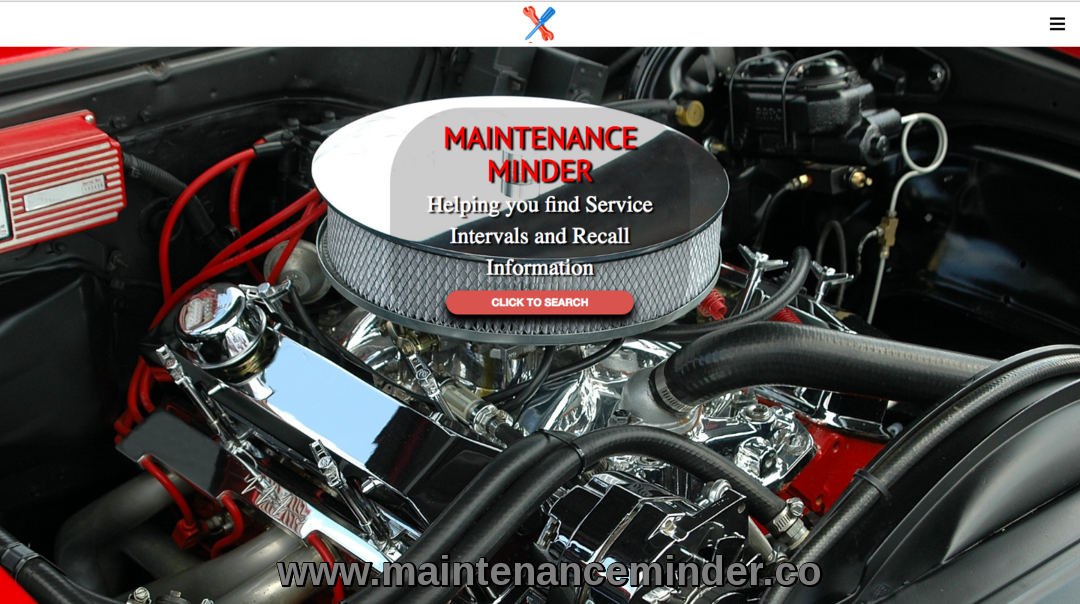 MAINTENANCE
MINDER
Helping you find Service
Intervals and Recall
Information
CLICK TO SEARCH
www.maintenanceminder.co